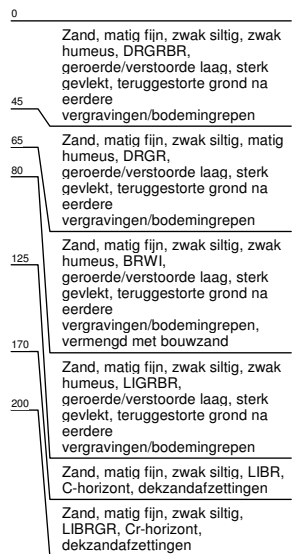 0
Zand, matig fijn, zwak siltig, zwak
humeus, DRGRBR,
geroerde/verstoorde laag, sterk
gevlekt, teruggestorte grond na
eerdere
vergravingen/bodemingrepen
45
Zand, matig fijn, zwak siltig, matig
humeus, DRGR,
geroerde/verstoorde laag, sterk
gevlekt, teruggestorte grond na
eerdere
vergravingen/bodemingrepen
65
Zand, matig fijn, zwak siltig, zwak
humeus, BRWI,
geroerde/verstoorde laag, sterk
gevlekt, teruggestorte grond na
eerdere
vergravingen/bodemingrepen,
vermengd met bouwzand
80
Zand, matig fijn, zwak siltig, zwak
humeus, LIGRBR,
geroerde/verstoorde laag, sterk
gevlekt, teruggestorte grond na
eerdere
vergravingen/bodemingrepen
125
Zand, matig fijn, zwak siltig, LIBR,
C-horizont, dekzandafzettingen
170
Zand, matig fijn, zwak siltig,
LIBRGR, Cr-horizont,
dekzandafzettingen
200